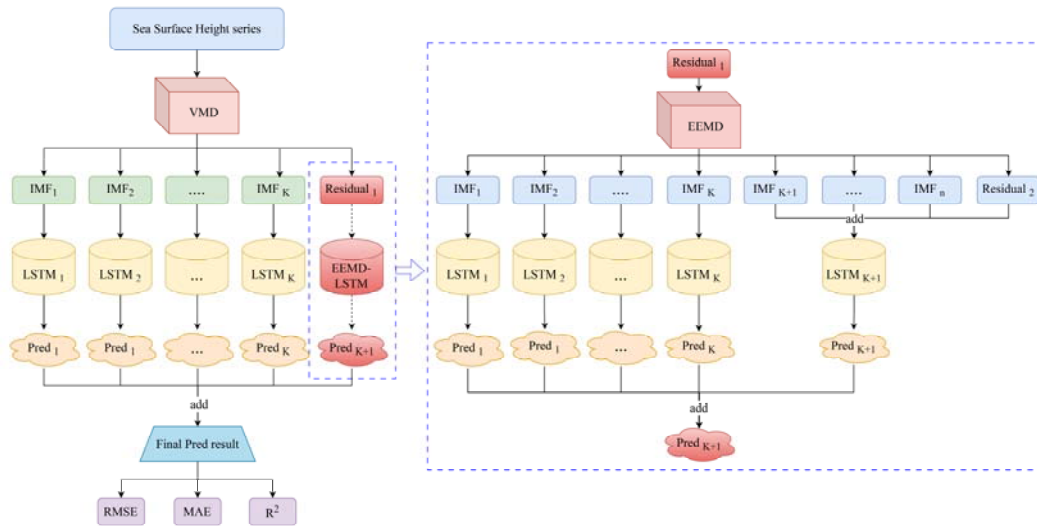 Sea Surface Height series
VMD
IMF1 IMF2 .... IMF K Residual 1
LSTM 1 LSTM 2 ... LSTM K EEMD-
LSTM
Pred 1 Pred 1 ... Pred K Pred K+1
add
Final Pred result
RMSE MAE R2
Residual 1
EEMD
IMF1 IMF2 .... IMF K IMF K+1 .... IMF n Residual 2
add
LSTM 1 LSTM 2 ... LSTM K LSTM K+1
Pred 1 Pred 1 ... Pred K Pred K+1
add
Pred K+1